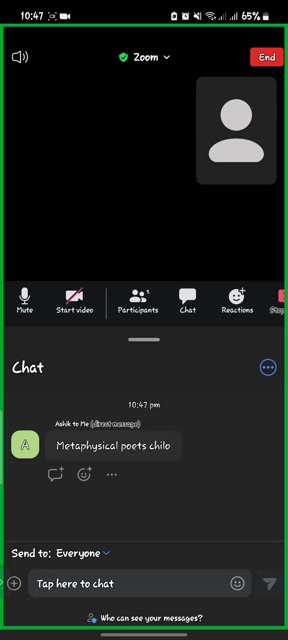 10:47
65%
Zoom
End
Mute
Start video
Participants
5
Chat
Reactions
Chat
10:47 pm
Ashik to Me (direct message)
A
Metaphysical poets chilo
Send to: Everyone
Tap here to chat
Who can see your messages?